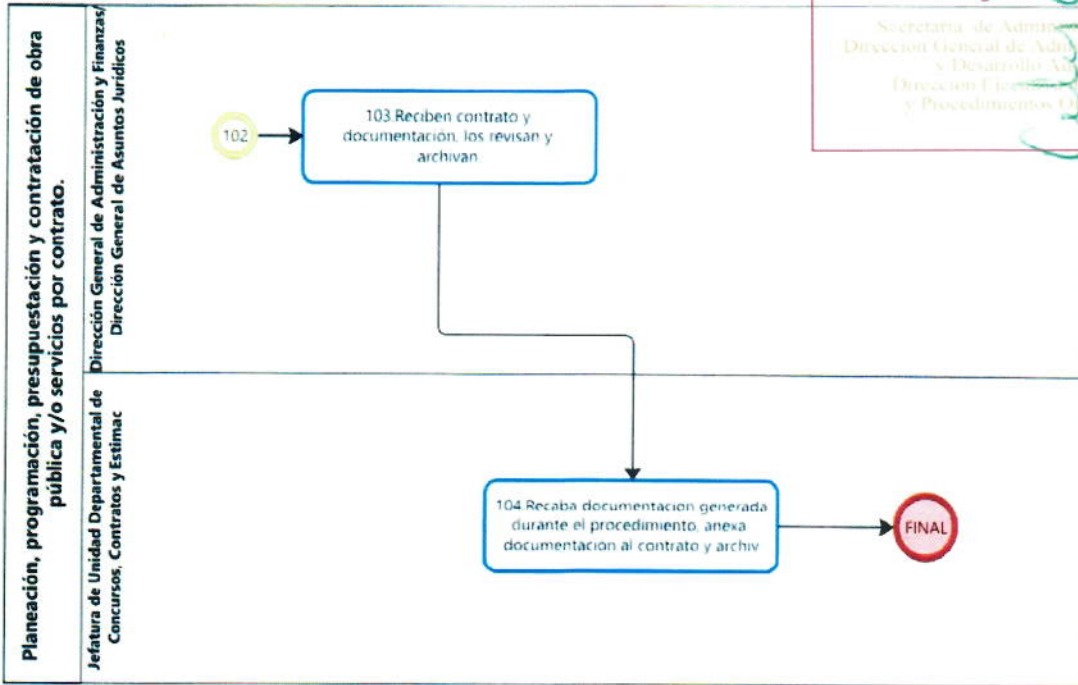 Planeación, programación, presupuestación y contratación de obra
pública y/o servicios por contrato.
Dirección General de Administración y Finanzas/
Dirección General de Asuntos Jurídicos
102
103.Reciben contrato y
documentación, los revisan y
archivan
Jefatura de Unidad Departamental de
Concursos, Contratos y Estimac
104.Recaba documentación generada
durante el procedimiento, anexa
documentación al contrato y archiv
FINAL
Secretaría de
Dirección General de
y Desarrollo
Dirección
y Procedimientos